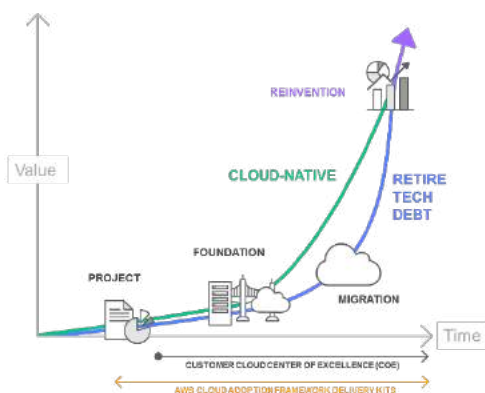 REINVENTION
Value
CLOUD-NATIVE
RETIRE
TECH
DEBT
FOUNDATION
PROJECT
MIGRATION
Time
CUSTOMER CLOUD CENTER OF EXCELLENCE (COE)
AWS CLOUD ADOPTION FRAMEWORK DELIVERY KITS